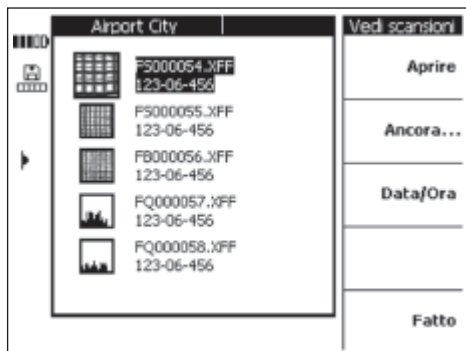 Airport City
Vedi scansioni
FS000054.XFF
123-06-456
Aprire
FS000055.XFF
123-06-456
Ancora...
FB000056.XFF
123-06-456
Data/Ora
FQ000057.XFF
123-06-456
FQ000058.XFF
123-06-456
Fatto